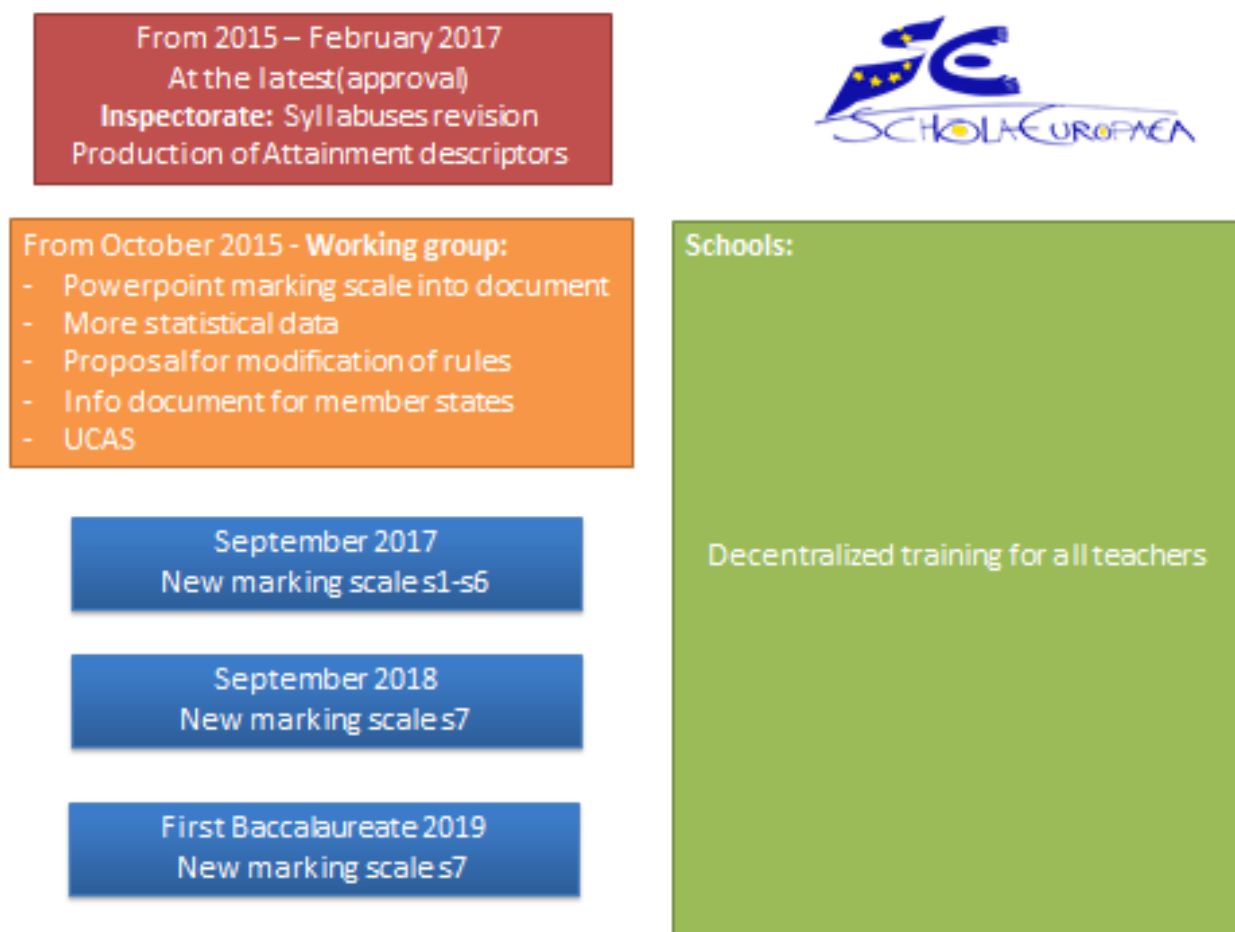 From 2015 – February 2017
At the latest(approval)
Inspectorate: Syllabuses revision
Production of Attainment descriptors
SCHOLA EUROPAEA
From October 2015 - Working group:
- Powerpoint marking scale into document
- More statistical data
- Proposal for modification of rules
- Info document for member states
- UCAS
Schools:
Decentralized training for all teachers
September 2017
New marking scale s1-s6
September 2018
New marking scale s7
First Baccalaureate 2019
New marking scale s7